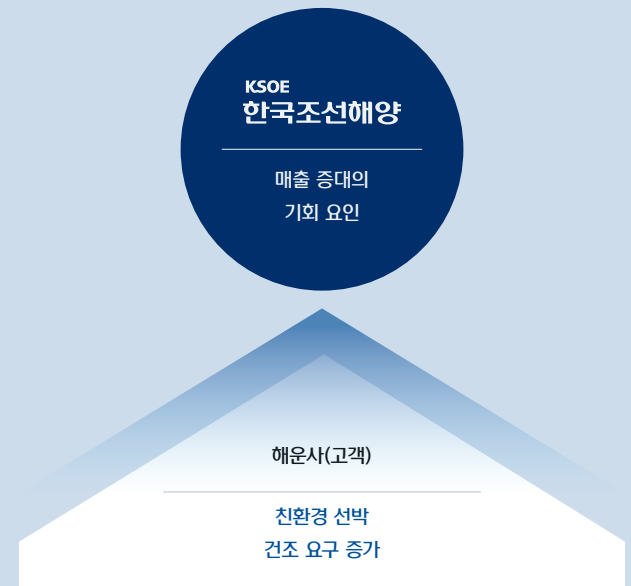 KSOE
한국조선해양
매출 증대의
기회 요인
해운사(고객)
친환경 선박
건조 요구 증가